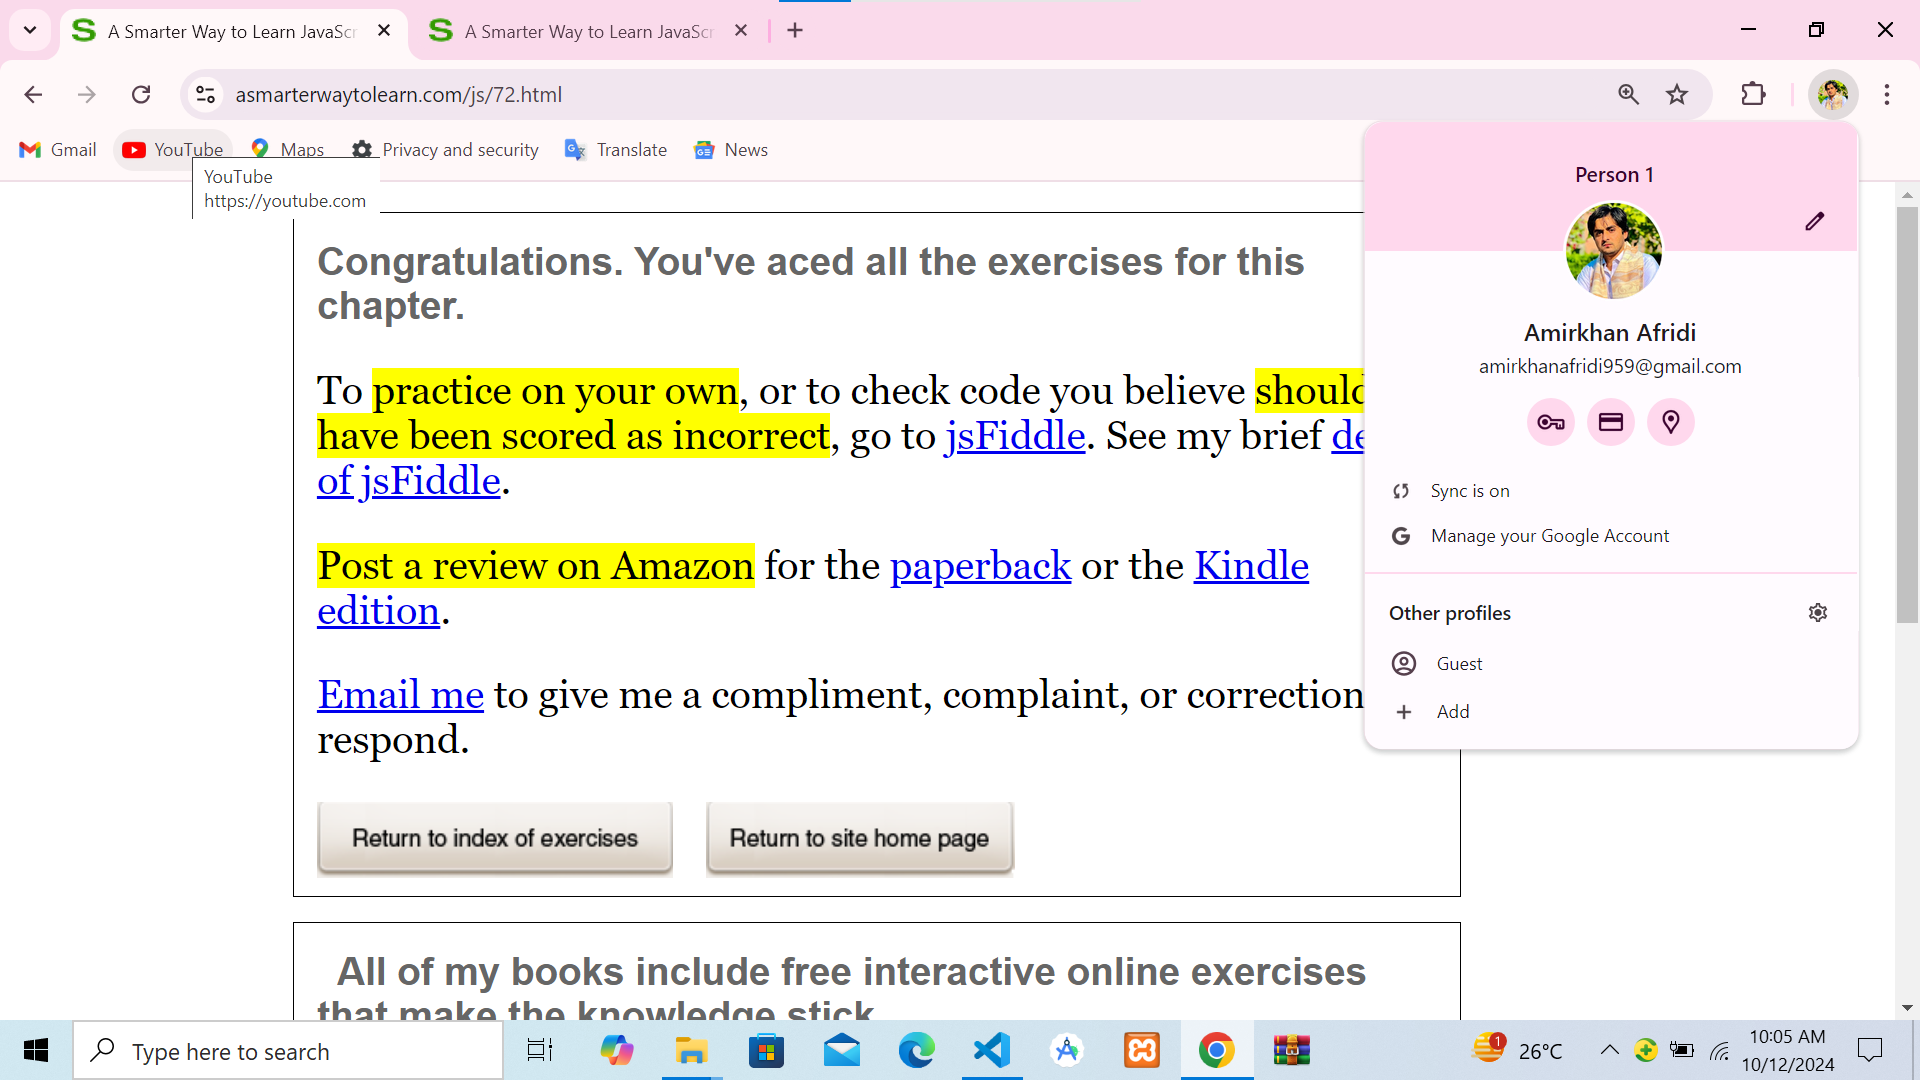 A Smarter Way to Learn JavaScr
A Smarter Way to Learn JavaScr
asmarterwaytolearn.com/js/72.html
Gmail
YouTube
Maps
Privacy and security
Translate
News
YouTube
https://youtube.com
Person 1
Amirkhan Afridi
amirkhanafridi959@gmail.com
Sync is on
Manage your Google Account
Other profiles
Guest
Add
Congratulations. You've aced all the exercises for this
chapter.
To practice on your own, or to check code you believe should
have been scored as incorrect, go to jsFiddle. See my brief de
of jsFiddle.
Post a review on Amazon for the paperback or the Kindle
edition.
Email me to give me a compliment, complaint, or correction
respond.
Return to index of exercises
Return to site home page
All of my books include free interactive online exercises
that make the knowledge stick
Type here to search
1
26°C
10:05 AM
10/12/2024